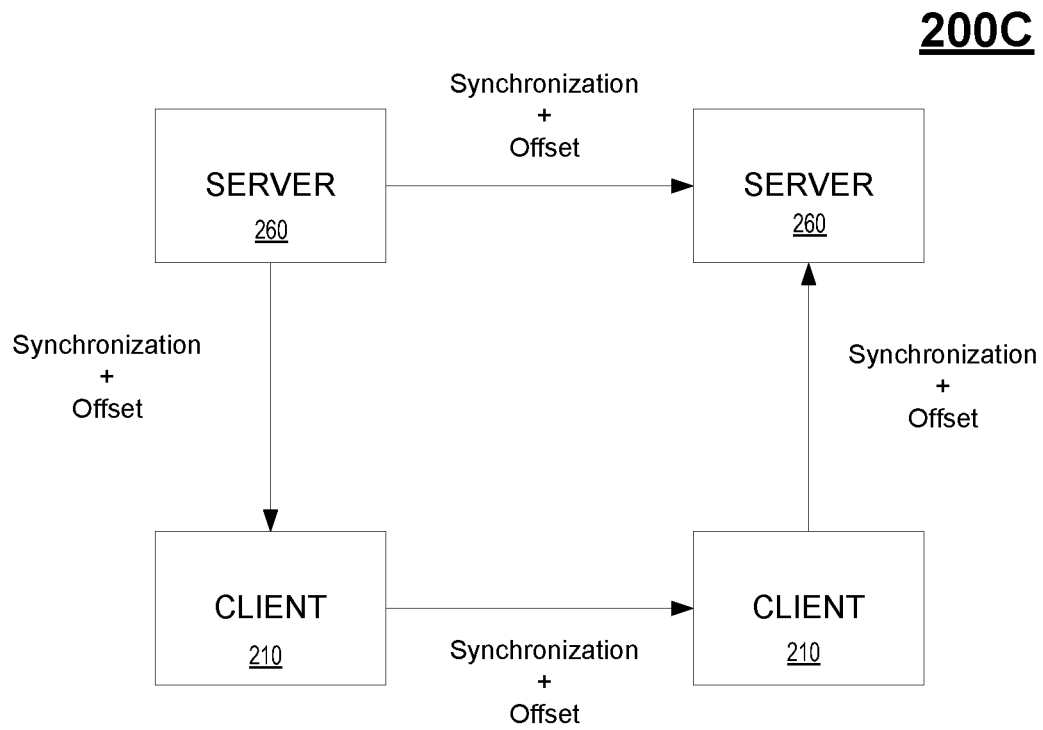 200C
Synchronization
+
Offset
SERVER
260
SERVER
260
Synchronization
+
Offset
Synchronization
+
Offset
CLIENT
210
CLIENT
210
Synchronization
+
Offset